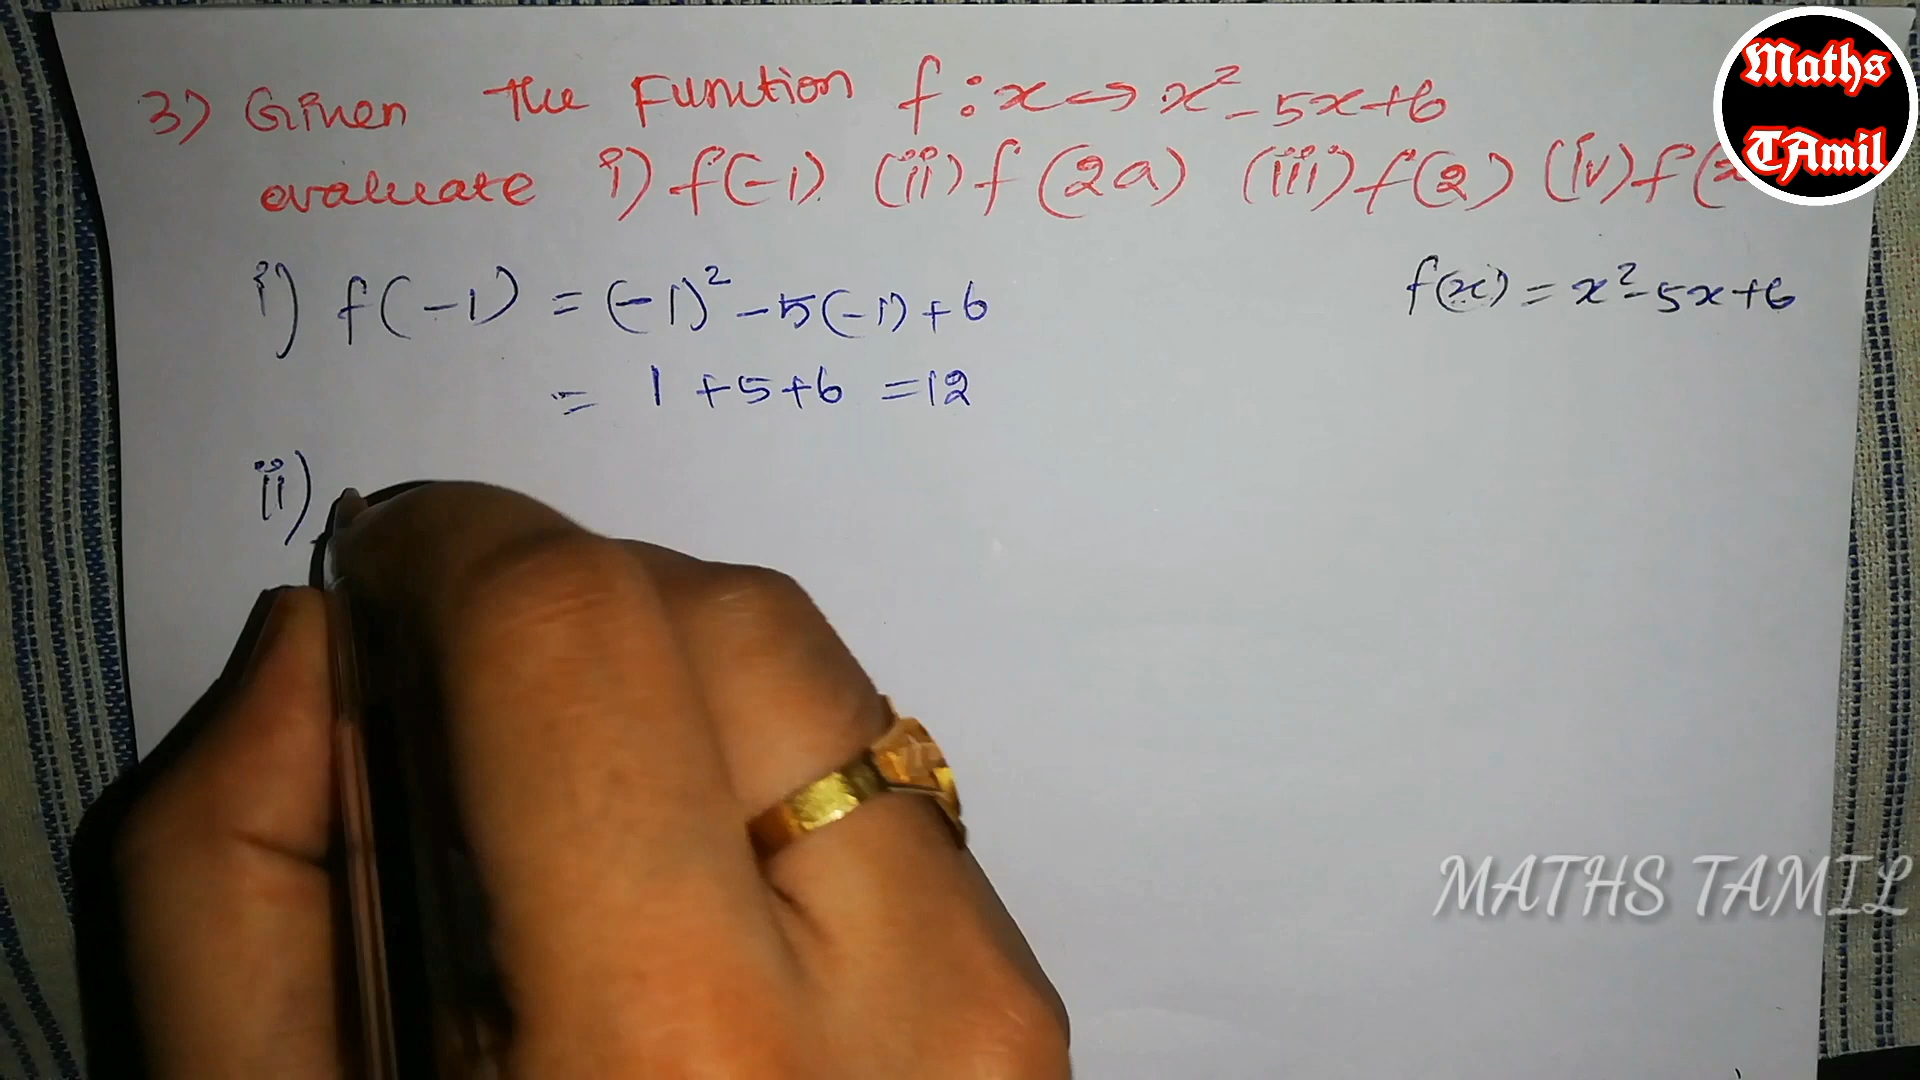 3) Given the Function f : x → x² - 5x + 6
evaluate i) f(-1) (ii) f (2a) (iii) f(2) (iv) f(
i) f(-1) = (-1)² - 5(-1) + 6
f(x) = x² - 5x + 6
= 1 + 5 + 6 = 12
ii)
Maths
TAmil
MATHS TAMIL